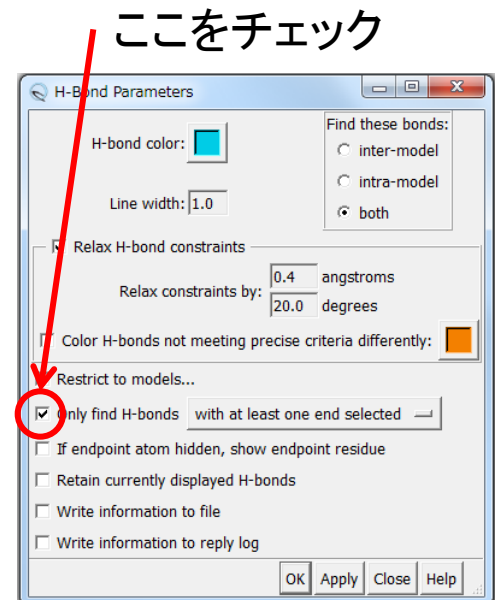 ここをチェック
H-Bond Parameters
H-bond color:
Find these bonds:
inter-model
intra-model
both
Line width: 1.0
Relax H-bond constraints
Relax constraints by: 0.4 angstroms
20.0 degrees
Color H-bonds not meeting precise criteria differently:
Restrict to models...
Only find H-bonds with at least one end selected
If endpoint atom hidden, show endpoint residue
Retain currently displayed H-bonds
Write information to file
Write information to reply log
OK Apply Close Help